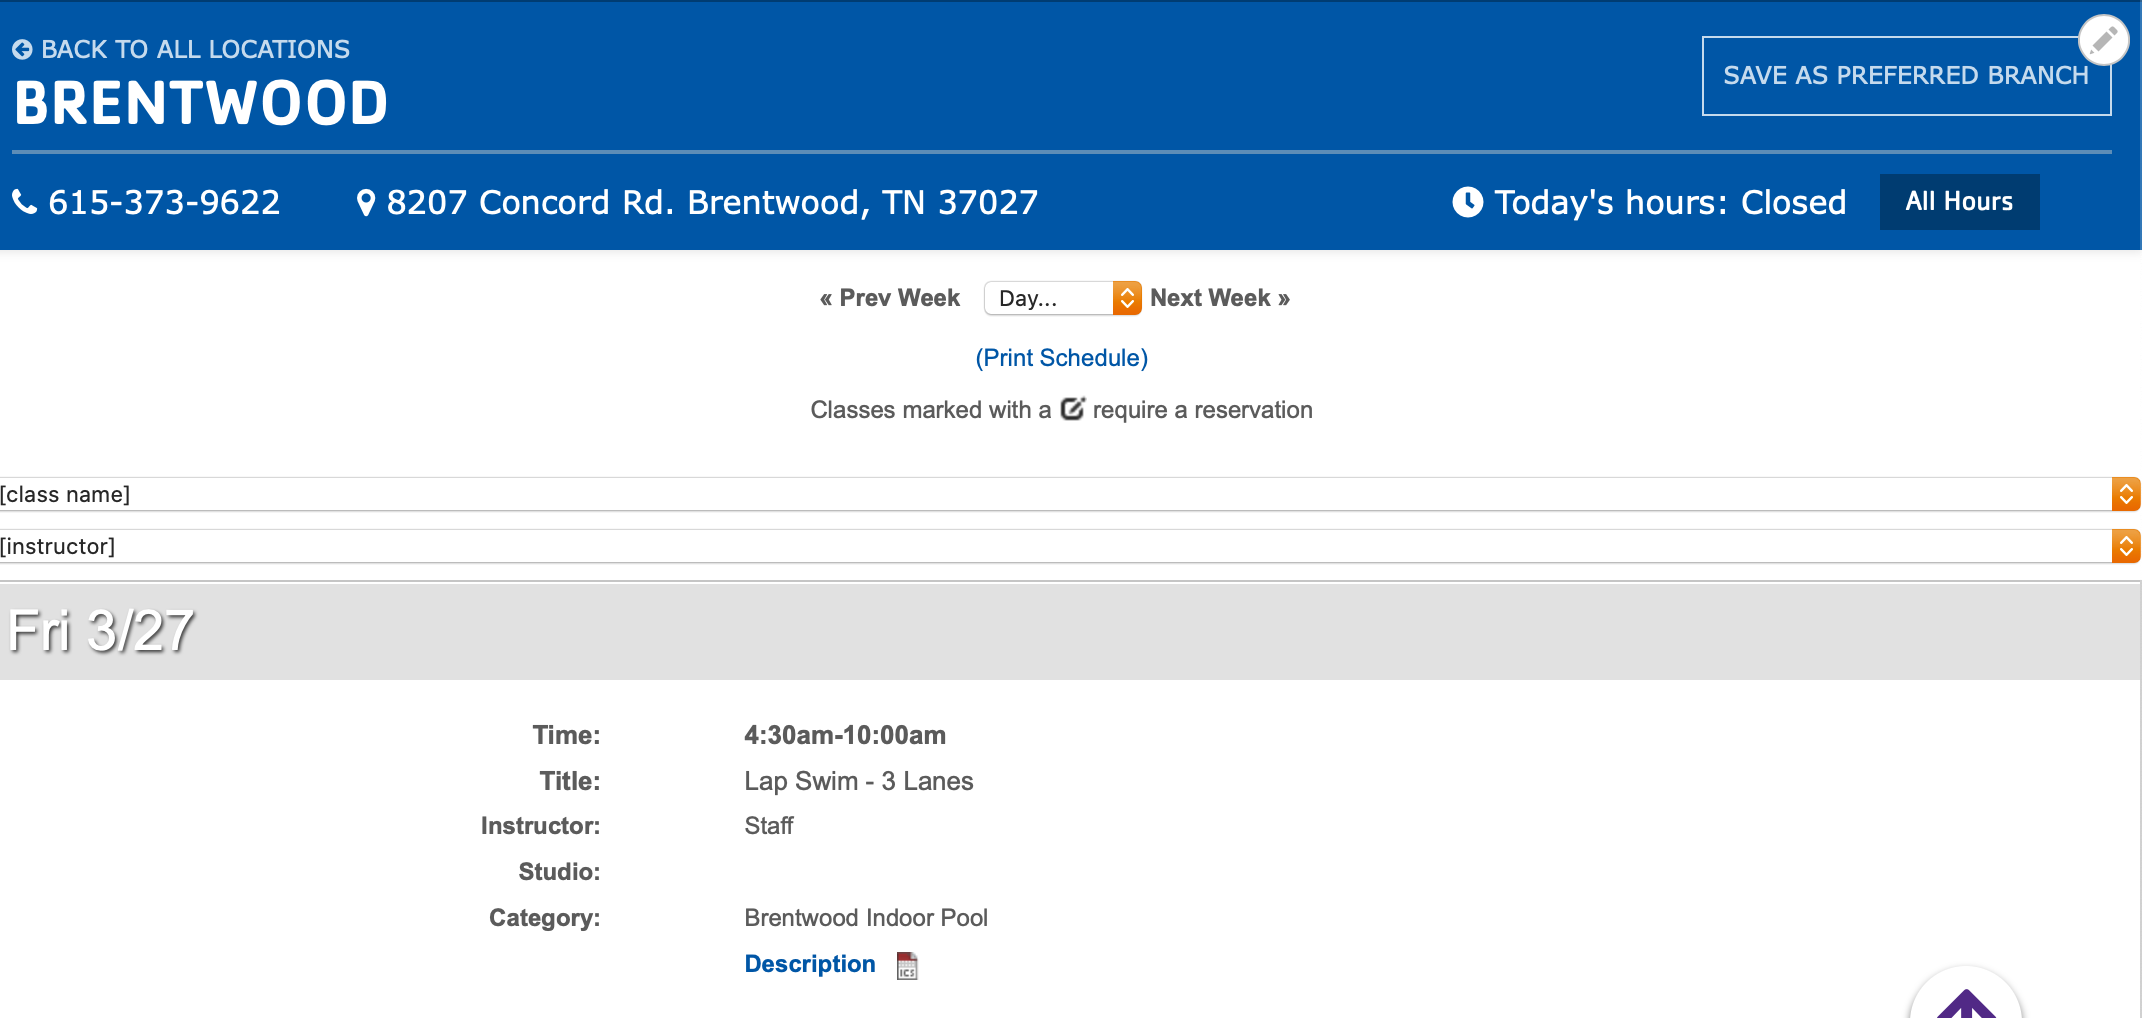 BACK TO ALL LOCATIONS
BRENTWOOD
SAVE AS PREFERRED BRANCH
615-373-9622 8207 Concord Rd. Brentwood, TN 37027 Today's hours: Closed All Hours
« Prev Week Day... Next Week »
(Print Schedule)
Classes marked with a require a reservation
[class name]
[instructor]
Fri 3/27
Time: 4:30am-10:00am
Title: Lap Swim - 3 Lanes
Instructor: Staff
Studio:
Category: Brentwood Indoor Pool
Description ICS